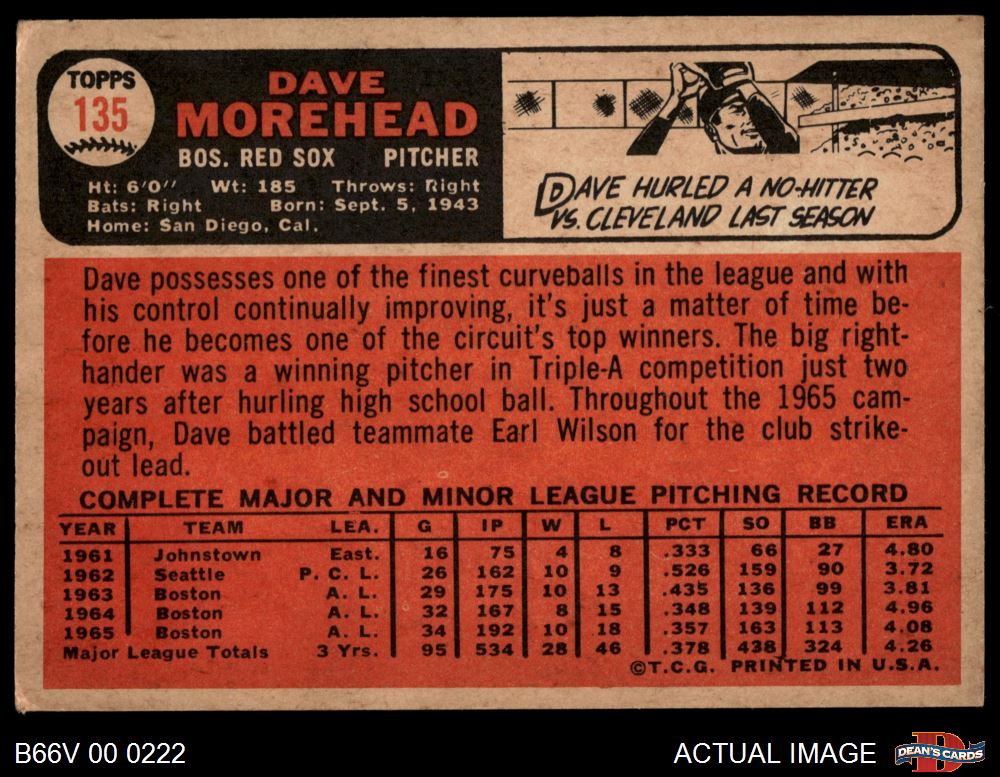 TOPPS
135
DAVE
MOREHEAD
BOS. RED SOX PITCHER
Ht: 6'0" Wt: 185 Throws: Right
Bats: Right Born: Sept. 5, 1943
Home: San Diego, Cal.
DAVE HURLED A NO-HITTER
VS. CLEVELAND LAST SEASON
Dave possesses one of the finest curveballs in the league and with
his control continually improving, it's just a matter of time be-
fore he becomes one of the circuit's top winners. The big right-
hander was a winning pitcher in Triple-A competition just two
years after hurling high school ball. Throughout the 1965 cam-
paign, Dave battled teammate Earl Wilson for the club strike-
out lead.
COMPLETE MAJOR AND MINOR LEAGUE PITCHING RECORD
YEAR TEAM LEA. G IP W L PCT SO BB ERA
1961 Johnstown East. 16 75 4 8 .333 66 27 4.80
1962 Seattle P. C. L. 26 162 10 9 .526 159 90 3.72
1963 Boston A. L. 29 175 10 13 .435 136 99 3.81
1964 Boston A. L. 32 167 8 15 .348 139 112 4.96
1965 Boston A. L. 34 192 10 18 .357 163 113 4.08
Major League Totals 3 Yrs. 95 534 28 46 .378 438 324 4.26
©T.C.G. PRINTED IN U.S.A.
B66V 00 0222
ACTUAL IMAGE
DEAN'S CARDS